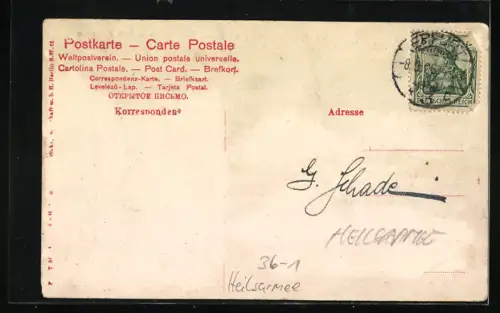 Postkarte — Carte Postale
Weltpostverein. — Union postale universelle.
Cartolina Postale. — Post Card. — Brefkort.
Correspondenz-Karte. — Briefkaart.
Levelező-Lap. — Tarjeta Postal.
ОТКРЫТОЕ ПИСЬМО.
Korrespondenz
Adresse
G. Schade
HEILSARMEE
36-1
Heilsarmee